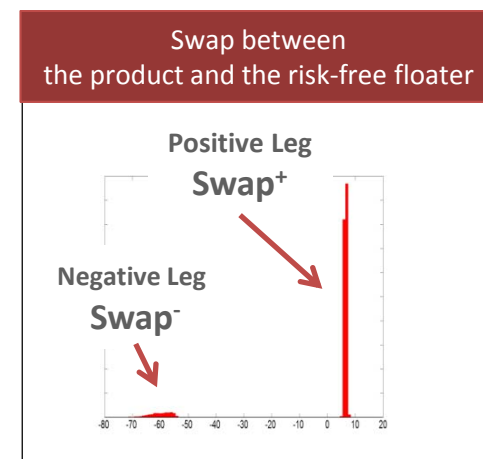 Swap between
the product and the risk-free floater
Positive Leg
Swap⁺
Negative Leg
Swap⁻
-80 -70 -60 -50 -40 -30 -20 -10 0 10 20